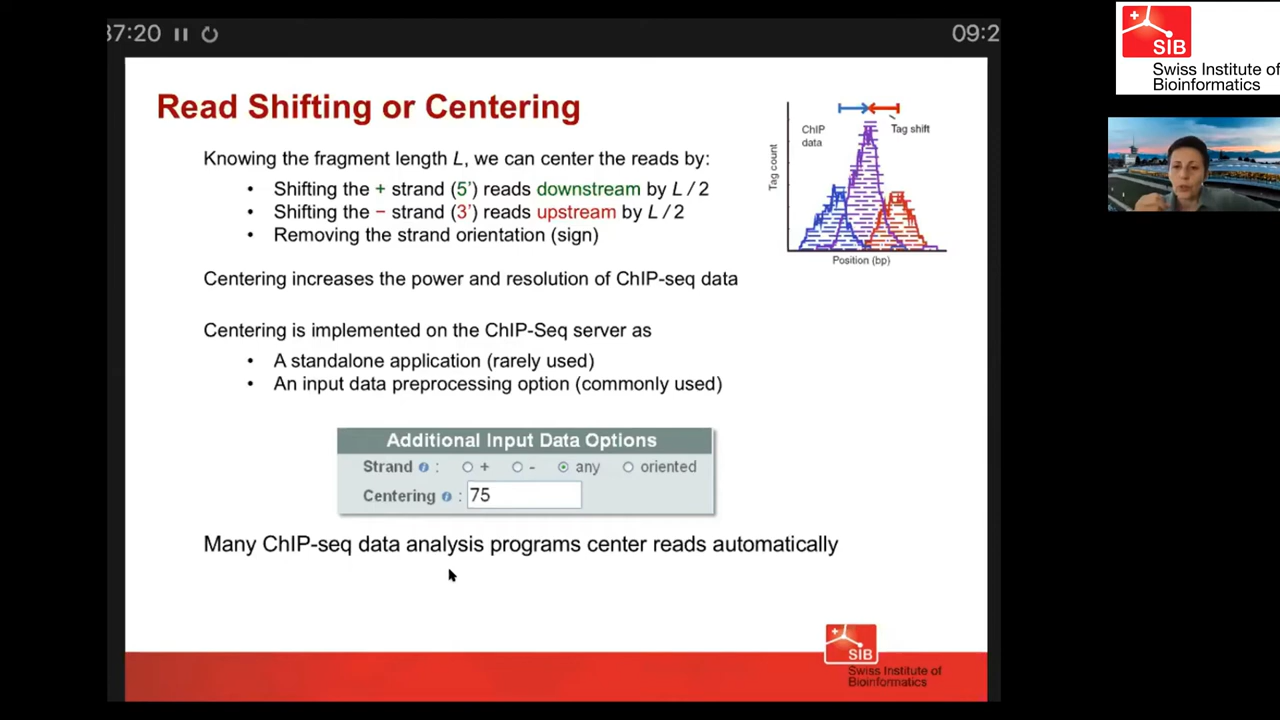 37:20
09:2
Read Shifting or Centering
Knowing the fragment length L, we can center the reads by:
• Shifting the + strand (5') reads downstream by L / 2
• Shifting the − strand (3') reads upstream by L / 2
• Removing the strand orientation (sign)
Centering increases the power and resolution of ChIP-seq data
Centering is implemented on the ChIP-Seq server as
• A standalone application (rarely used)
• An input data preprocessing option (commonly used)
ChIP
data
Tag shift
Tag count
Position (bp)
Additional Input Data Options
Strand i : + - any oriented
Centering i : 75
Many ChIP-seq data analysis programs center reads automatically
SIB
Swiss Institute of
Bioinformatics
SIB
Swiss Institute of
Bioinformatics